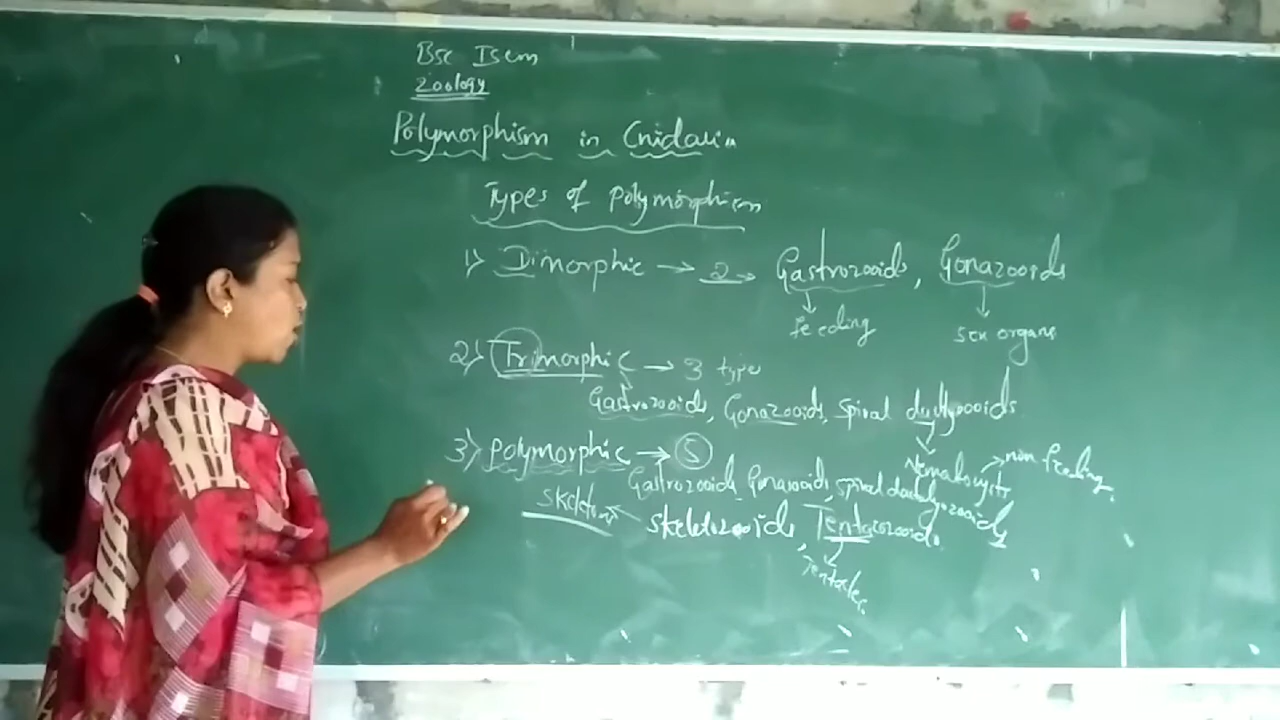 Bsc I sem
Zoology
Polymorphism in Cnidaria
Types of polymorphism
1) Dimorphic → 2 → Gastrozooids, Gonazooids
feeding sex organs
2) Trimorphic → 3 type
Gastrozooids, Gonazooids, Spiral dactylozooids
3) Polymorphic → 5 Nematocysts → non feeding
Gastrozooids, Gonazooids, spiral dactylozooids
skeleton skeletozooids, Tentaculozooids
Tentacles